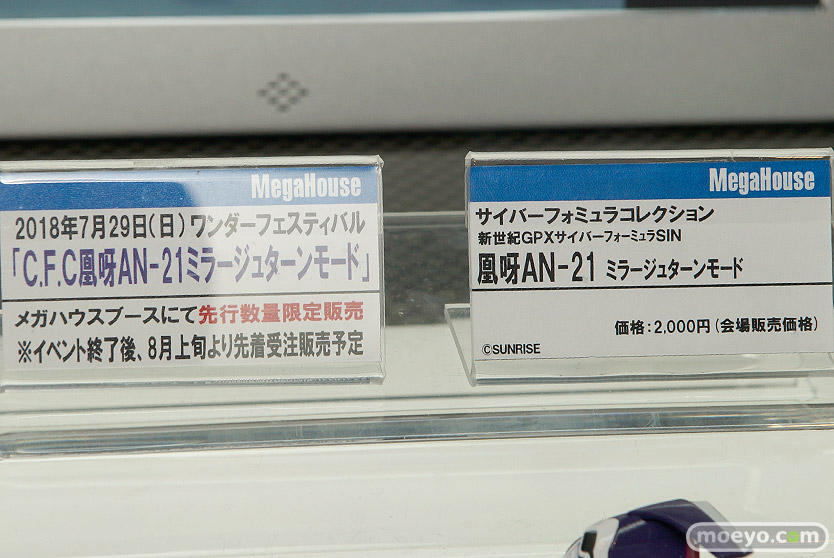 MegaHouse
2018年7月29日(日) ワンダーフェスティバル
「C.F.C凰呀AN-21ミラージュターンモード」
メガハウスブースにて先行数量限定販売
※イベント終了後、8月上旬より先着受注販売予定
MegaHouse
サイバーフォミュラコレクション
新世紀GPXサイバーフォーミュラSIN
凰呀AN-21 ミラージュターンモード
価格:2,000円(会場販売価格)
©SUNRISE
moeyo.com